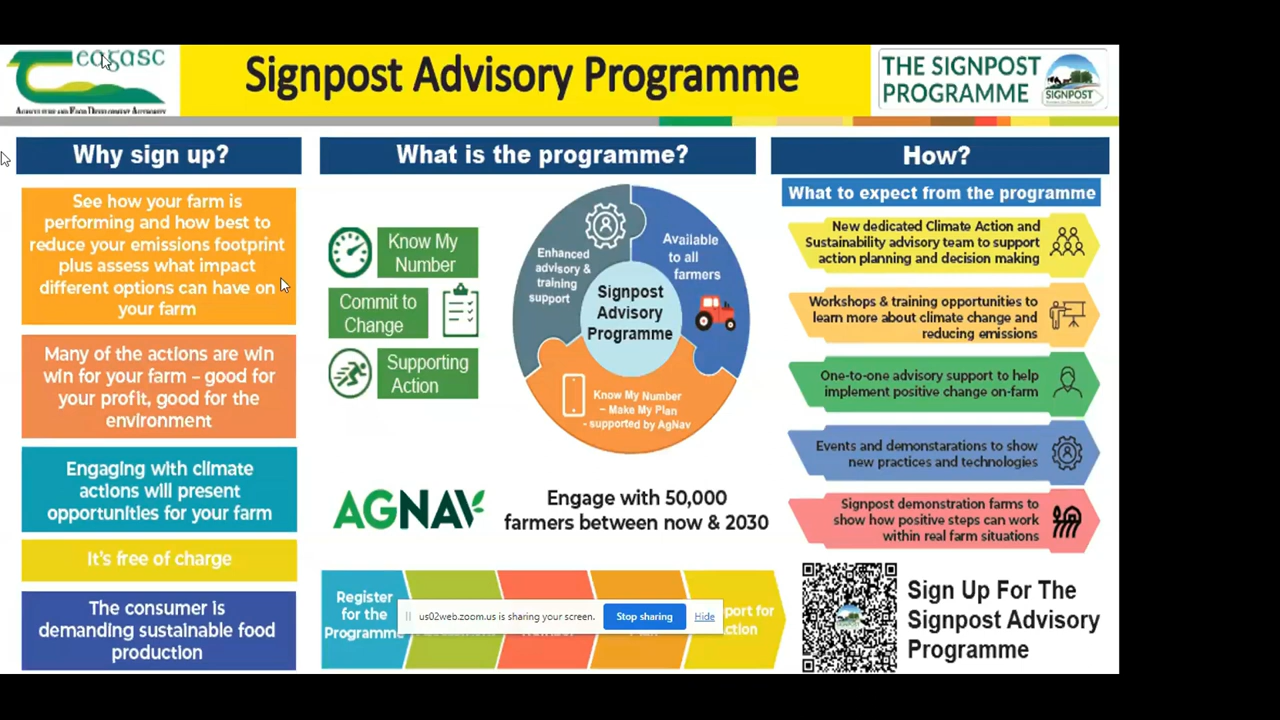 eagasc
AGRICULTURE AND FOOD DEVELOPMENT AUTHORITY
Signpost Advisory Programme
THE SIGNPOST
PROGRAMME
SIGNPOST
Why sign up?
See how your farm is
performing and how best to
reduce your emissions footprint
plus assess what impact
different options can have on
your farm
Many of the actions are win
win for your farm – good for
your profit, good for the
environment
Engaging with climate
actions will present
opportunities for your farm
It's free of charge
The consumer is
demanding sustainable food
production
What is the programme?
Know My
Number
Commit to
Change
Supporting
Action
Enhanced
advisory &
training
support
Available
to all
farmers
Signpost
Advisory
Programme
Know My Number
– Make My Plan
- supported by AgNav
AGNAV
Engage with 50,000
farmers between now & 2030
Register
for the
Programme
port for
us02web.zoom.us is sharing your screen.
Stop sharing
Hide
How?
What to expect from the programme
New dedicated Climate Action and
Sustainability advisory team to support
action planning and decision making
Workshops & training opportunities to
learn more about climate change and
reducing emissions
One-to-one advisory support to help
implement positive change on-farm
Events and demonstarations to show
new practices and technologies
Signpost demonstration farms to
show how positive steps can work
within real farm situations
Sign Up For The
Signpost Advisory
Programme